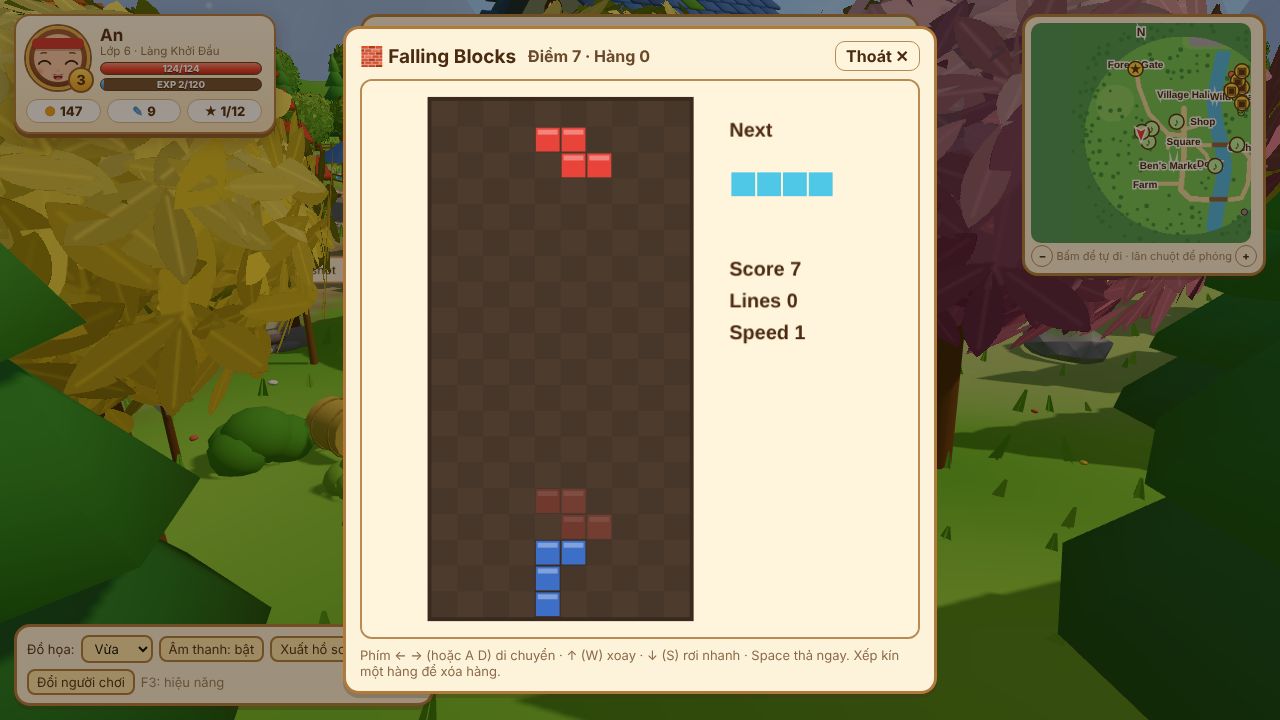 An
Lớp 6 · Làng Khởi Đầu
124/124
EXP 2/120
3
147
9
★ 1/12
Falling Blocks
Điểm 7 · Hàng 0
Thoát ✕
Next
Score 7
Lines 0
Speed 1
Phím ← → (hoặc A D) di chuyển · ↑ (W) xoay · ↓ (S) rơi nhanh · Space thả ngay. Xếp kín
một hàng để xóa hàng.
N
Village Hall
Shop
Square
Ben's Market
Farm
− Bấm để tự đi · lăn chuột để phóng +
Đồ họa: Vừa
Âm thanh: bật
Xuất hồ sơ
Đổi người chơi
F3: hiệu năng